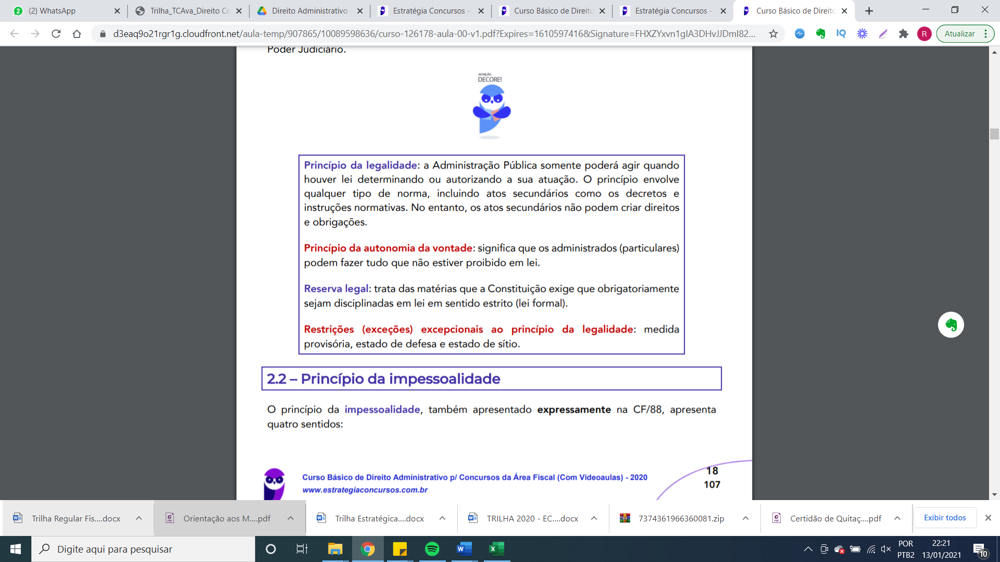 (2) WhatsApp
Trilha_TCAva_Direito Co
Direito Administrativo
Estratégia Concursos -
Curso Básico de Direito
Estratégia Concursos -
Curso Básico de Direito
d3eaq9o21rgr1g.cloudfront.net/aula-temp/907865/10089598636/curso-126178-aula-00-v1.pdf?Expires=1610597416&Signature=FHXZYxvn1gIA3DHvJJDmI82...
IQ
R
Atualizar
Poder Judiciário.
ATENÇÃO
DECORE!
Princípio da legalidade: a Administração Pública somente poderá agir quando
houver lei determinando ou autorizando a sua atuação. O princípio envolve
qualquer tipo de norma, incluindo atos secundários como os decretos e
instruções normativas. No entanto, os atos secundários não podem criar direitos
e obrigações.
Princípio da autonomia da vontade: significa que os administrados (particulares)
podem fazer tudo que não estiver proibido em lei.
Reserva legal: trata das matérias que a Constituição exige que obrigatoriamente
sejam disciplinadas em lei em sentido estrito (lei formal).
Restrições (exceções) excepcionais ao princípio da legalidade: medida
provisória, estado de defesa e estado de sítio.
2.2 – Princípio da impessoalidade
O princípio da impessoalidade, também apresentado expressamente na CF/88, apresenta
quatro sentidos:
Curso Básico de Direito Administrativo p/ Concursos da Área Fiscal (Com Videoaulas) - 2020
www.estrategiaconcursos.com.br
18
107
Trilha Regular Fis....docx
Orientação aos M....pdf
Trilha Estratégica....docx
TRILHA 2020 - EC....docx
7374361966360081.zip
Certidão de Quitaç....pdf
Exibir todos
Digite aqui para pesquisar
POR
PTB2
22:21
13/01/2021
10